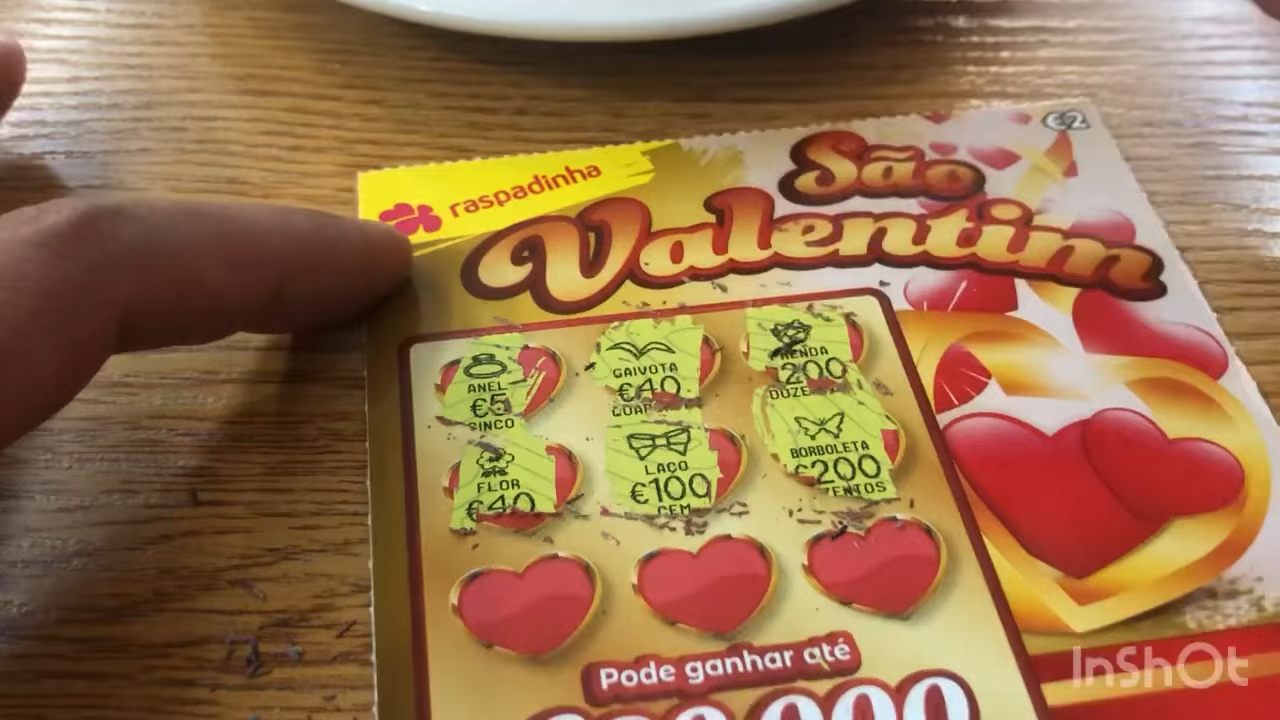 €2
raspadinha
São
Valentim
ANEL
€5
CINCO
GAIVOTA
€40
RENDA
200
FLOR
€40
LAÇO
€100
CEM
BORBOLETA
€200
Pode ganhar até
InShOt